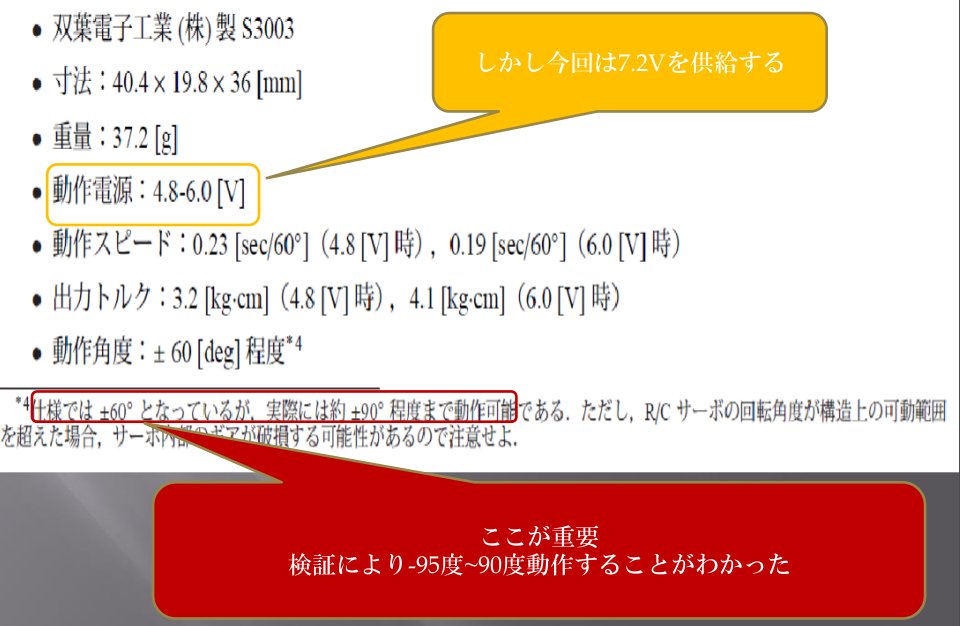 ● 双葉電子工業 (株) 製 S3003
しかし今回は7.2Vを供給する
● 寸法：40.4 × 19.8 × 36 [mm]
● 重量：37.2 [g]
● 動作電源：4.8-6.0 [V]
● 動作スピード：0.23 [sec/60°]（4.8 [V] 時），0.19 [sec/60°]（6.0 [V] 時）
● 出力トルク：3.2 [kg·cm]（4.8 [V] 時），4.1 [kg·cm]（6.0 [V] 時）
● 動作角度：± 60 [deg] 程度*4
*4仕様では ±60° となっているが，実際には約 ±90° 程度まで動作可能である．ただし，R/C サーボの回転角度が構造上の可動範囲
を超えた場合，サーボ内部のギアが破損する可能性があるので注意せよ．
ここが重要
検証により-95度~90度動作することがわかった